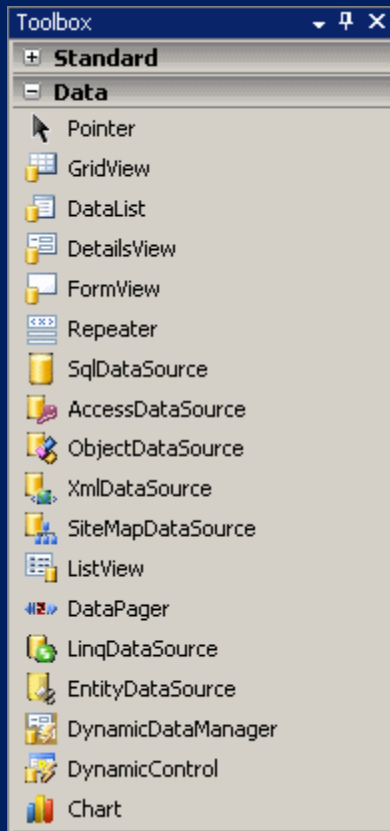 Toolbox
Standard
Data
Pointer
GridView
DataList
DetailsView
FormView
Repeater
SqlDataSource
AccessDataSource
ObjectDataSource
XmlDataSource
SiteMapDataSource
ListView
DataPager
LinqDataSource
EntityDataSource
DynamicDataManager
DynamicControl
Chart